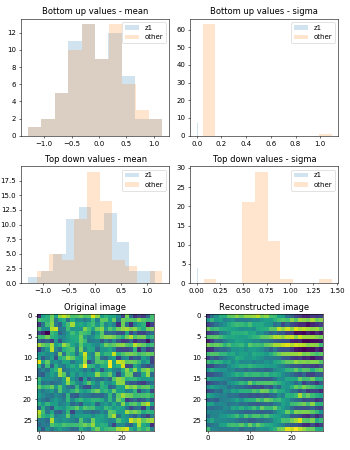 Bottom up values - mean
Bottom up values - sigma
z1
other
z1
other
12
10
8
6
4
2
0
−1.0 −0.5 0.0 0.5 1.0
60
50
40
30
20
10
0
0.0 0.2 0.4 0.6 0.8 1.0
Top down values - mean
Top down values - sigma
z1
other
z1
other
17.5
15.0
12.5
10.0
7.5
5.0
2.5
0.0
−1.0 −0.5 0.0 0.5 1.0
30
25
20
15
10
5
0
0.00 0.25 0.50 0.75 1.00 1.25 1.50
Original image
Reconstructed image
0
5
10
15
20
25
0 20
0
5
10
15
20
25
0 20